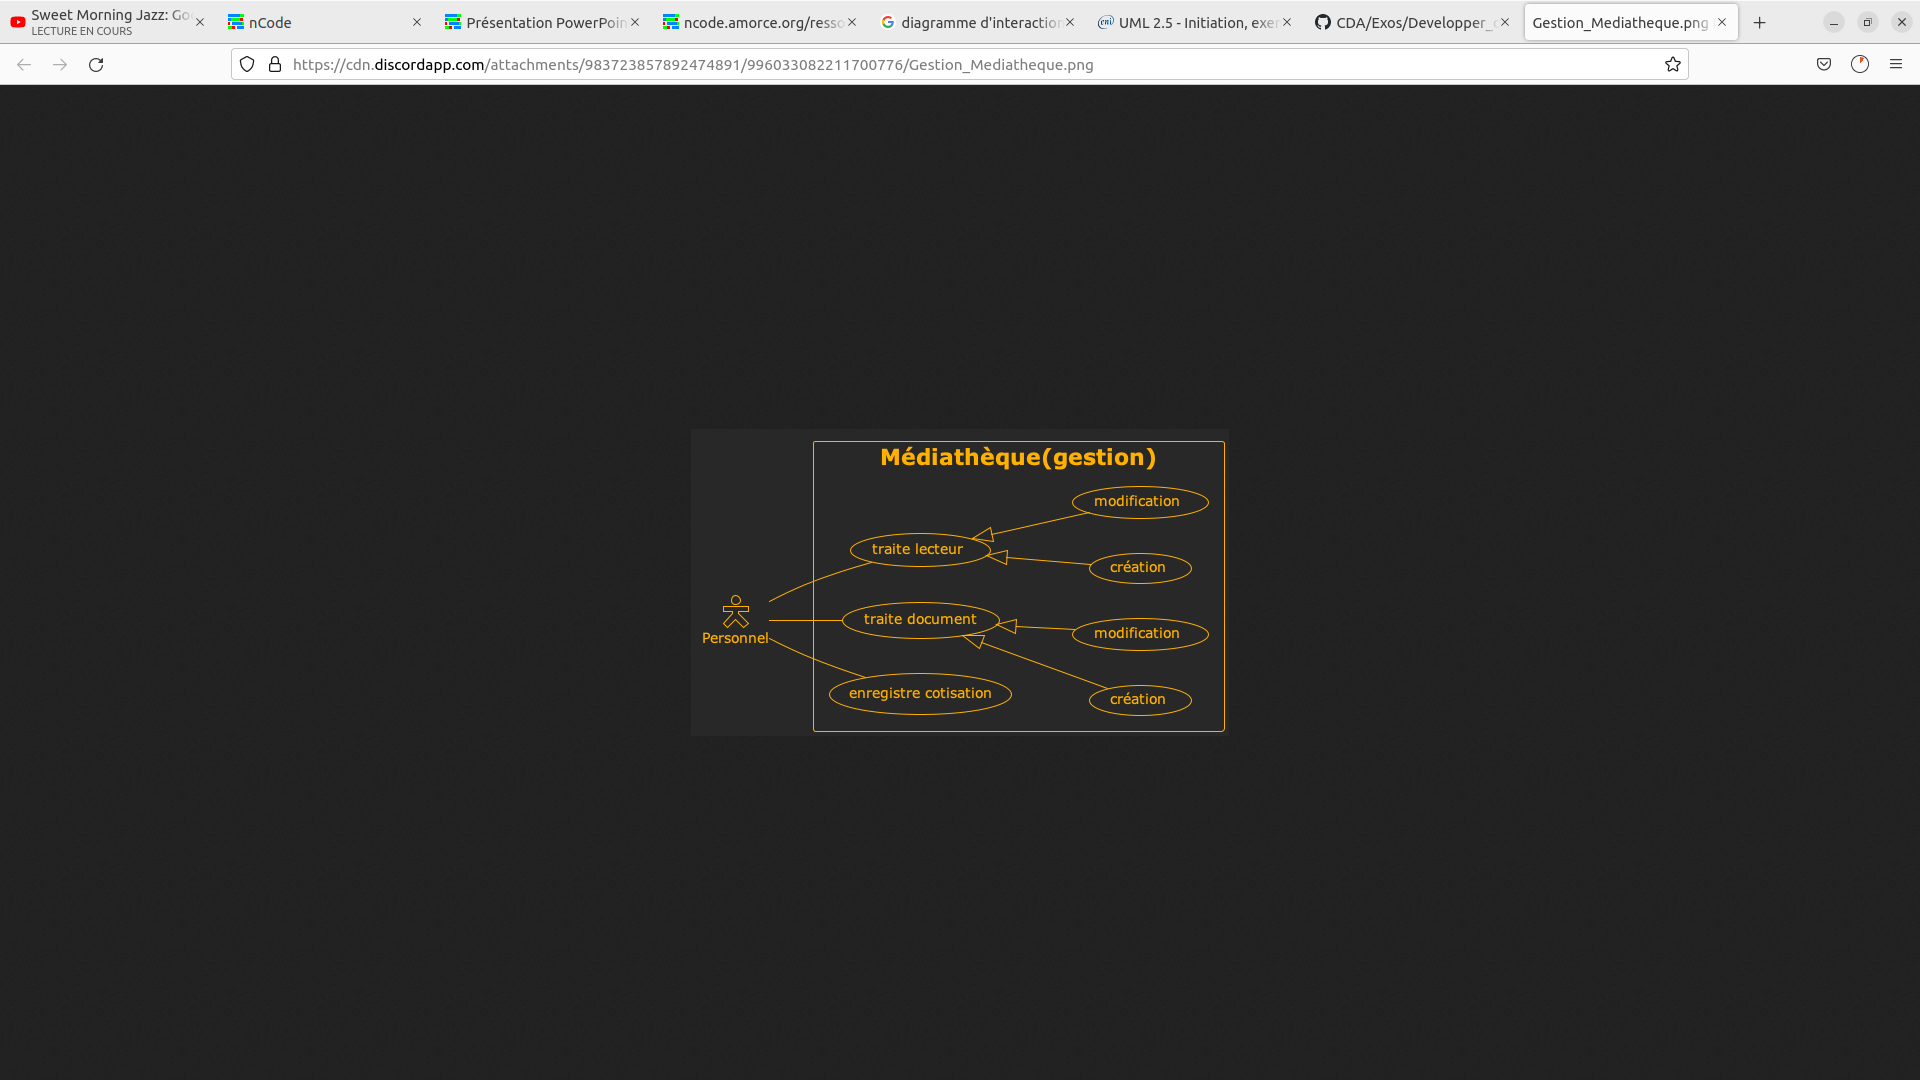 Sweet Morning Jazz: Go
LECTURE EN COURS
nCode
Présentation PowerPoin
ncode.amorce.org/resso
diagramme d'interaction
UML 2.5 - Initiation, exer
CDA/Exos/Developper_
Gestion_Mediatheque.png
https://cdn.discordapp.com/attachments/983723857892474891/996033082211700776/Gestion_Mediatheque.png
Médiathèque(gestion)
modification
traite lecteur
création
Personnel
traite document
modification
enregistre cotisation
création